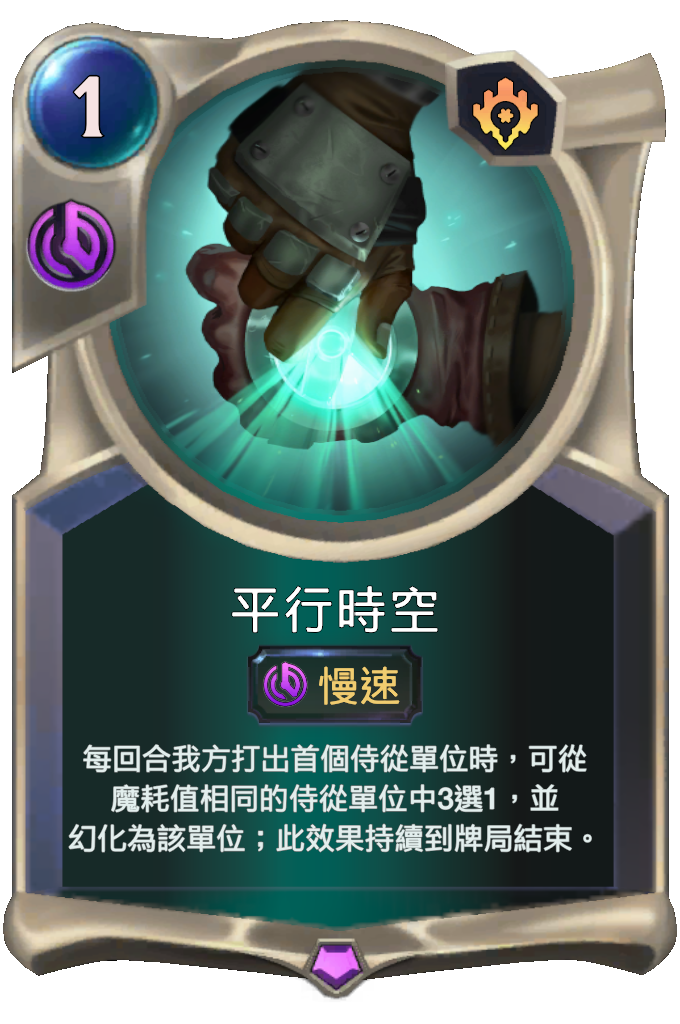 1
平行時空
慢速
每回合我方打出首個侍從單位時，可從
魔耗值相同的侍從單位中3選1，並
幻化為該單位；此效果持續到牌局結束。